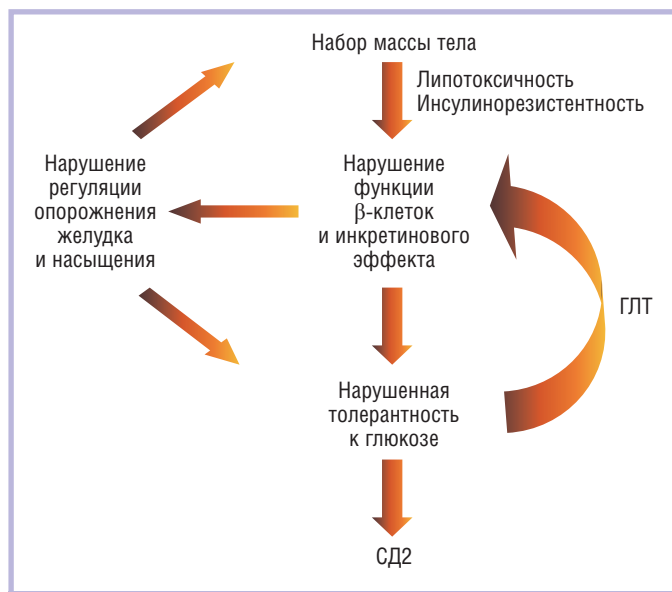 Набор массы тела
Липотоксичность
Инсулинорезистентность
Нарушение
регуляции
опорожнения
желудка
и насыщения
Нарушение
функции
β-клеток
и инкретинового
эффекта
ГЛТ
Нарушенная
толерантность
к глюкозе
СД2